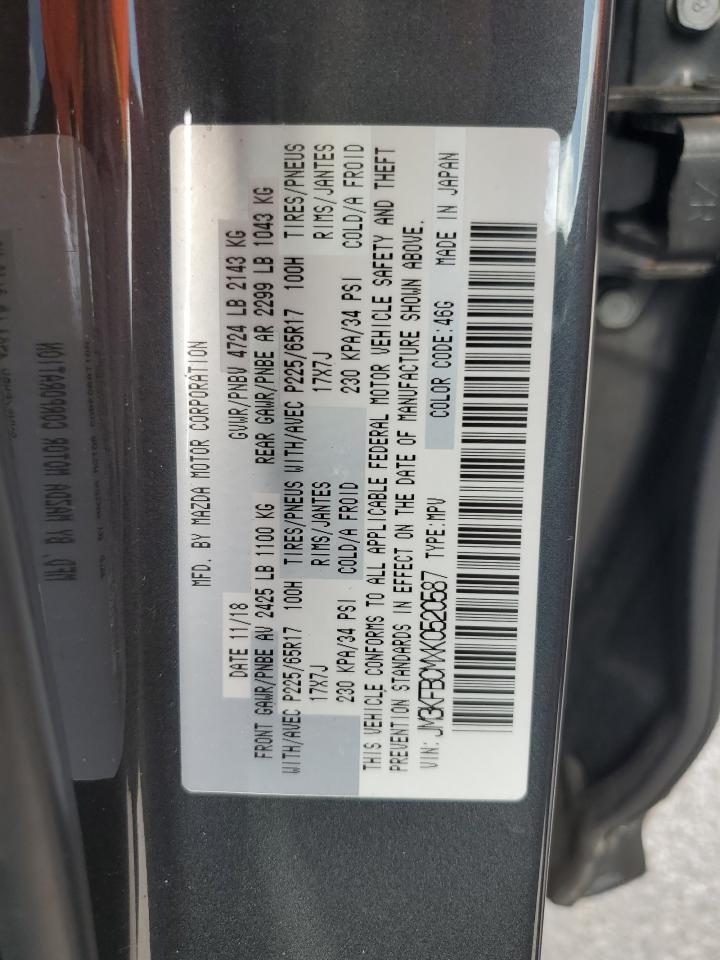 MFD. BY MAZDA MOTOR CORPORATION
DATE 11/18 GVWR/PNBV 4724 LB 2143 KG
FRONT GAWR/PNBE AV 2425 LB 1100 KG REAR GAWR/PNBE AR 2299 LB 1043 KG
WITH/AVEC P225/65R17 100H TIRES/PNEUS WITH/AVEC P225/65R17 100H TIRES/PNEUS
17X7J RIMS/JANTES 17X7J RIMS/JANTES
230 KPA/34 PSI COLD/A FROID 230 KPA/34 PSI COLD/A FROID
THIS VEHICLE CONFORMS TO ALL APPLICABLE FEDERAL MOTOR VEHICLE SAFETY AND THEFT
PREVENTION STANDARDS IN EFFECT ON THE DATE OF MANUFACTURE SHOWN ABOVE.
VIN: JM3KFBCMXK0520587 TYPE:MPV COLOR CODE:46G MADE IN JAPAN